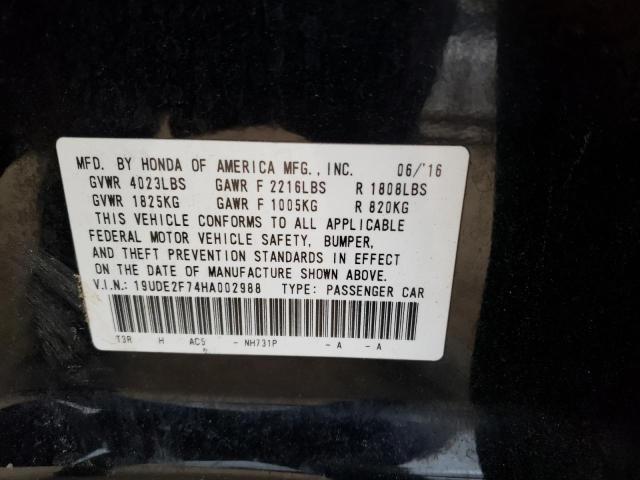 MFD. BY HONDA OF AMERICA MFG., INC. 06/'16
GVWR 4023LBS GAWR F 2216LBS R 1808LBS
GVWR 1825KG GAWR F 1005KG R 820KG
THIS VEHICLE CONFORMS TO ALL APPLICABLE
FEDERAL MOTOR VEHICLE SAFETY, BUMPER,
AND THEFT PREVENTION STANDARDS IN EFFECT
ON THE DATE OF MANUFACTURE SHOWN ABOVE.
V.I.N.: 19UDE2F74HA002988 TYPE: PASSENGER CAR
T3R H AC5 - NH731P - A - A